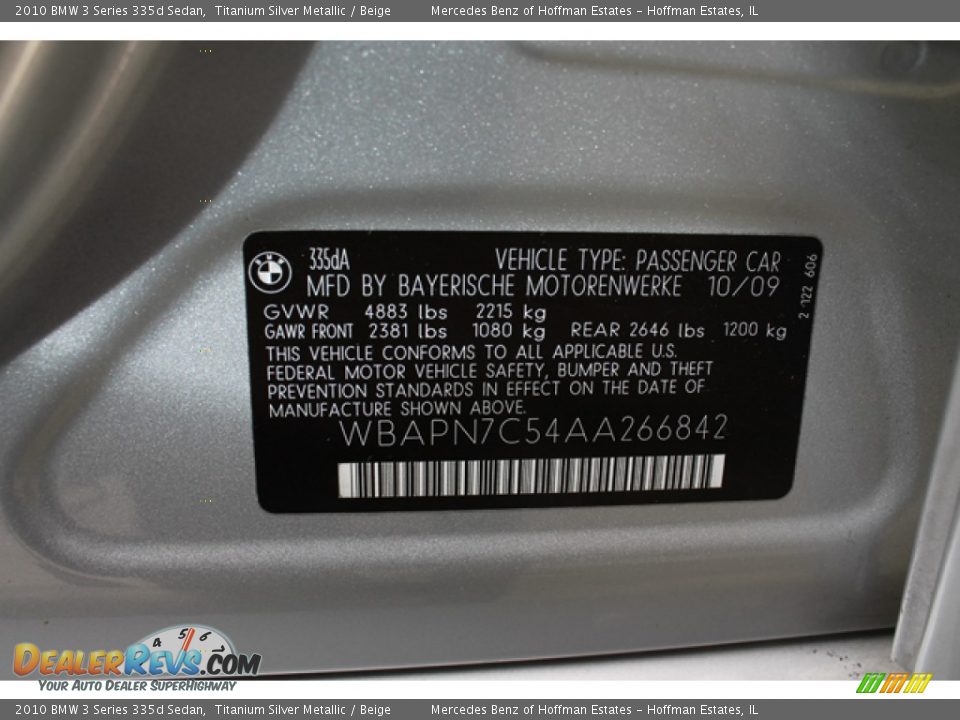 2010 BMW 3 Series 335d Sedan, Titanium Silver Metallic / Beige Mercedes Benz of Hoffman Estates - Hoffman Estates, IL
335dA VEHICLE TYPE: PASSENGER CAR
MFD BY BAYERISCHE MOTORENWERKE 10/09
GVWR 4883 lbs 2215 kg
GAWR FRONT 2381 lbs 1080 kg REAR 2646 lbs 1200 kg
THIS VEHICLE CONFORMS TO ALL APPLICABLE U.S.
FEDERAL MOTOR VEHICLE SAFETY, BUMPER AND THEFT
PREVENTION STANDARDS IN EFFECT ON THE DATE OF
MANUFACTURE SHOWN ABOVE.
WBAPN7C54AA266842
2 122 606
4 5 6
DEALERREVS.COM
YOUR AUTO DEALER SUPERHIGHWAY
2010 BMW 3 Series 335d Sedan, Titanium Silver Metallic / Beige Mercedes Benz of Hoffman Estates - Hoffman Estates, IL